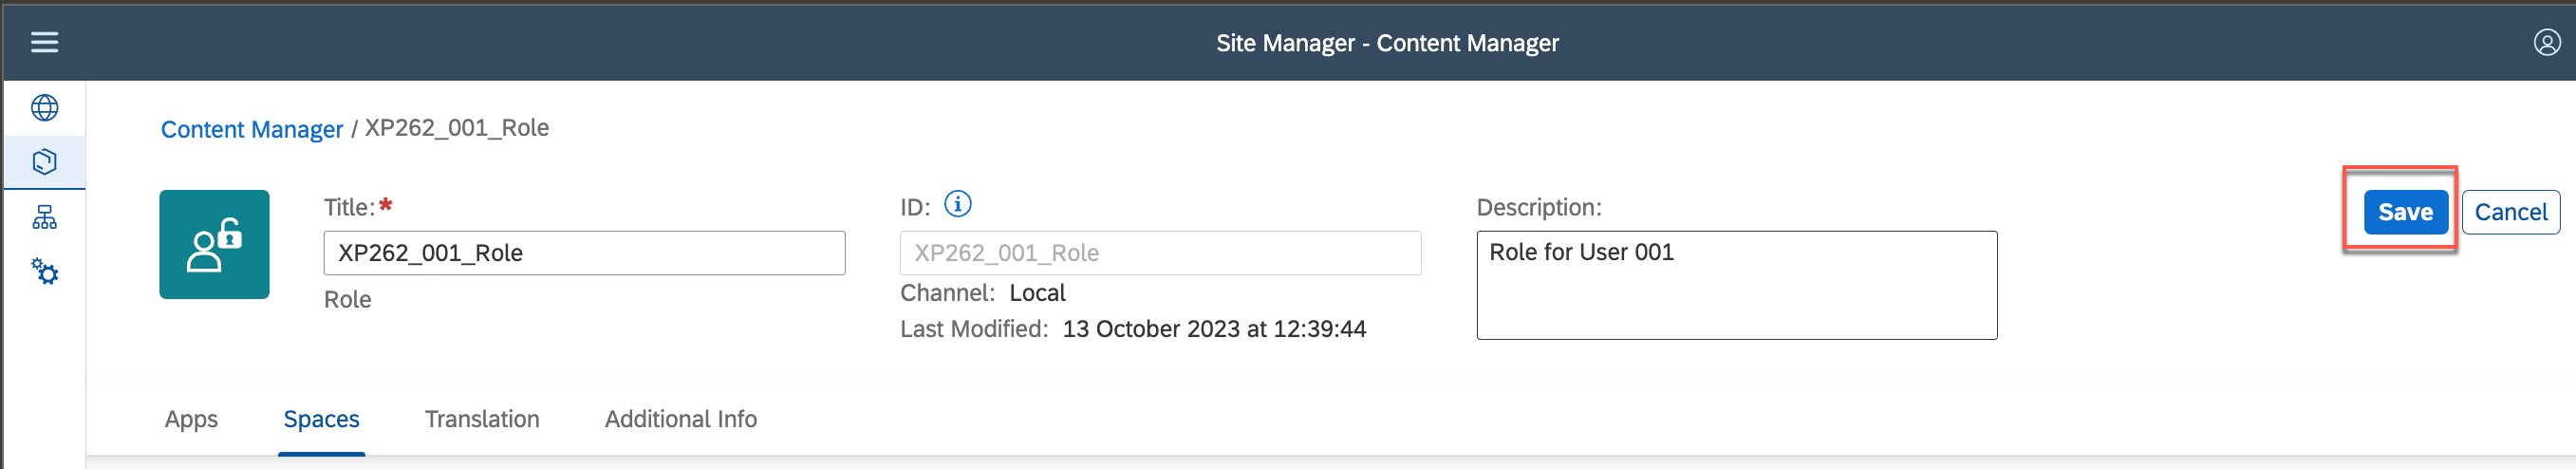 Site Manager - Content Manager
Content Manager / XP262_001_Role
Title:*
XP262_001_Role
Role
ID:
XP262_001_Role
Channel: Local
Last Modified: 13 October 2023 at 12:39:44
Description:
Role for User 001
Save
Cancel
Apps
Spaces
Translation
Additional Info